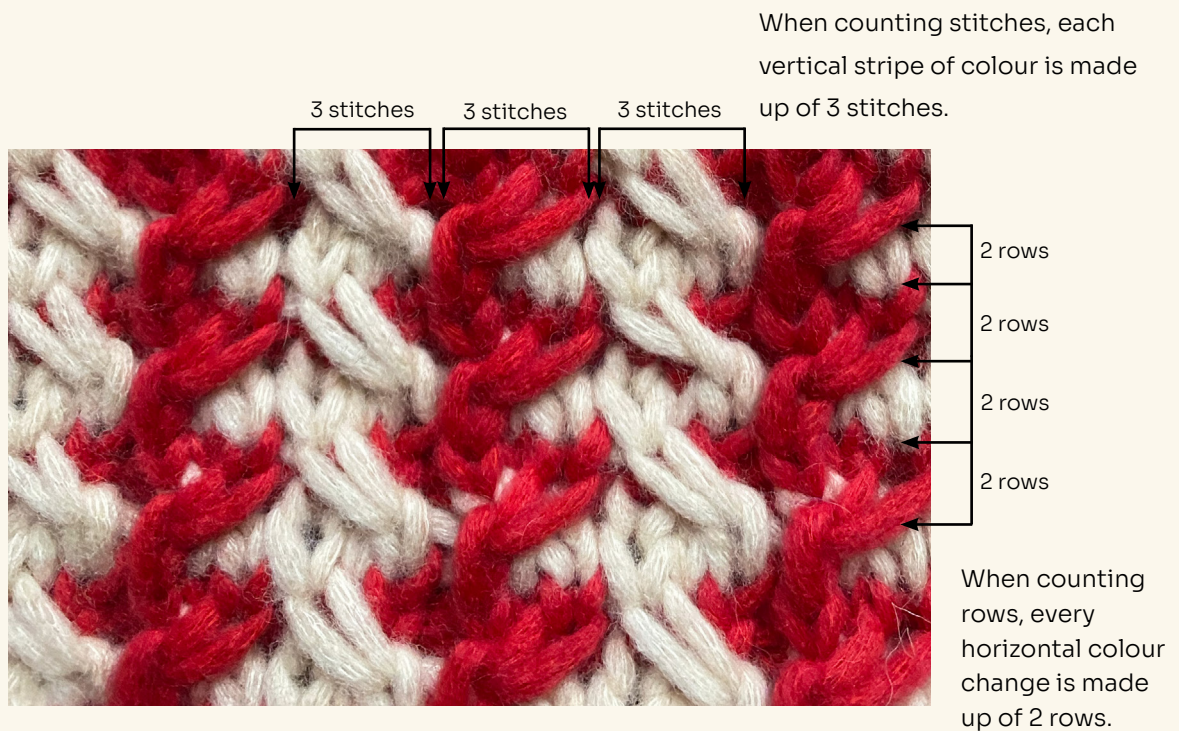 When counting stitches, each
vertical stripe of colour is made
up of 3 stitches.
3 stitches
3 stitches
3 stitches
2 rows
2 rows
2 rows
2 rows
When counting
rows, every
horizontal colour
change is made
up of 2 rows.